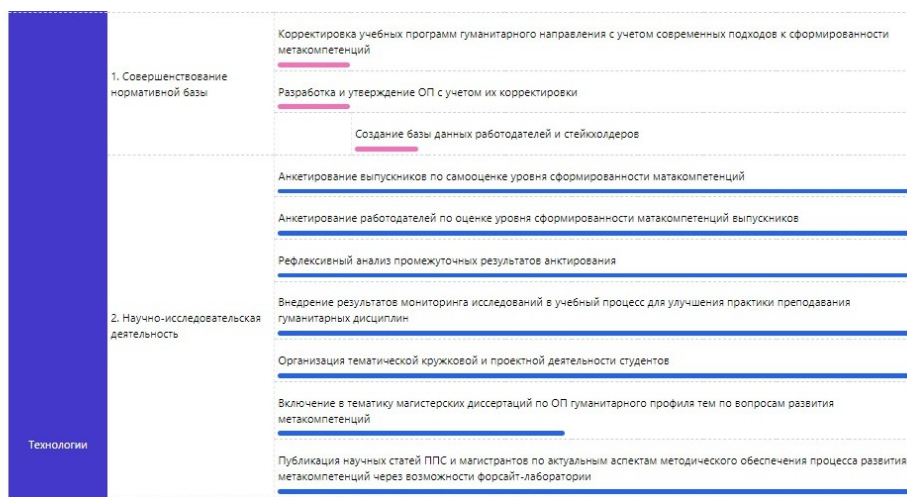 Корректировка учебных программ гуманитарного направления с учетом современных подходов к сформированности
метакомпетенций
1. Совершенствование
нормативной базы
Разработка и утверждение ОП с учетом их корректировки
Создание базы данных работодателей и стейкхолдеров
Анкетирование выпускников по самооценке уровня сформированности матакомпетенций
Анкетирование работодателей по оценке уровня сформированности матакомпетенций выпускников
Рефлексивный анализ промежуточных результатов анктирования
Внедрение результатов мониторинга исследований в учебный процесс для улучшения практики преподавания
гуманитарных дисциплин
2. Научно-исследовательская
деятельность
Организация тематической кружковой и проектной деятельности студентов
Включение в тематику магистерских диссертаций по ОП гуманитарного профиля тем по вопросам развития
метакомпетенций
Технологии
Публикация научных статей ППС и магистрантов по актуальным аспектам методического обеспечения процесса развития
метакомпетенций через возможности форсайт-лаборатории